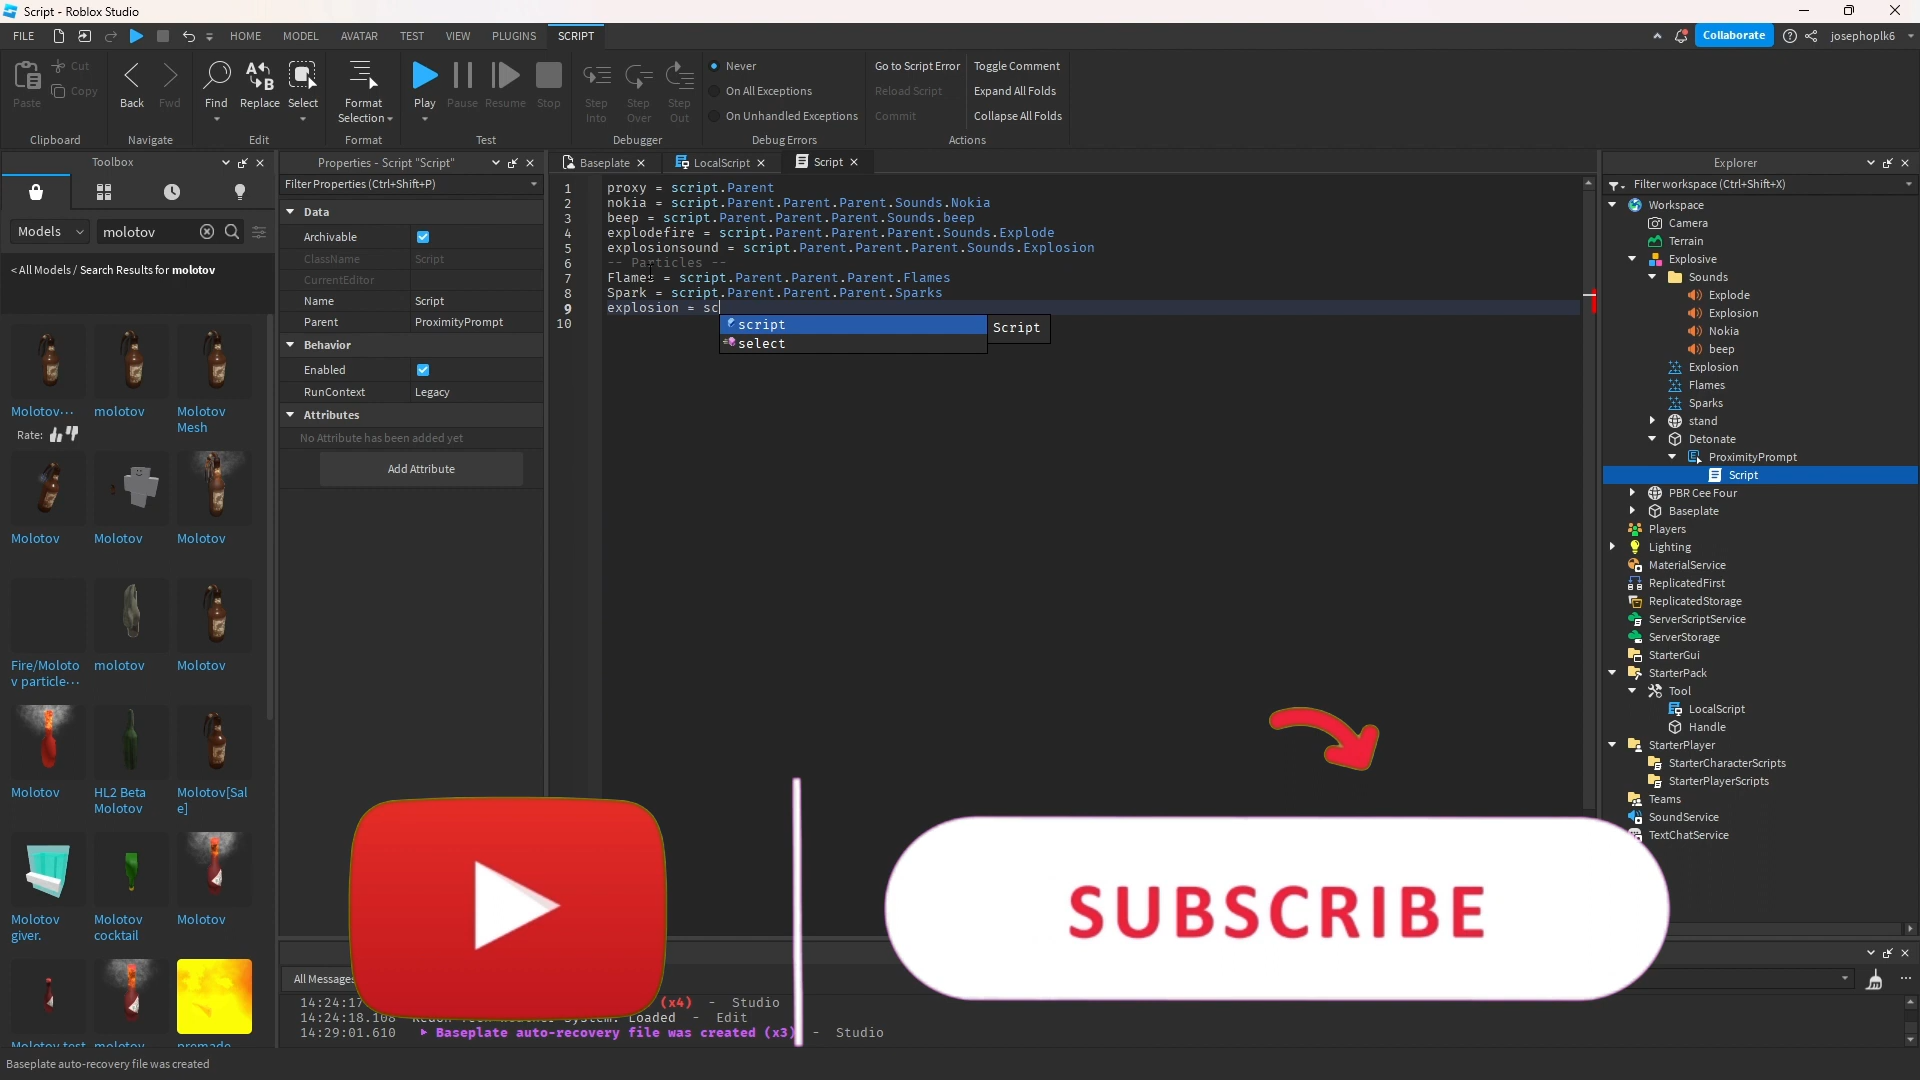 Script - Roblox Studio
FILE
HOME
MODEL
AVATAR
TEST
VIEW
PLUGINS
SCRIPT
Collaborate
josephoplk6
Paste
Cut
Copy
Clipboard
Back
Fwd
Navigate
Find
Replace
Select
Edit
Format
Selection
Format
Play
Pause
Resume
Stop
Test
Step
Into
Step
Over
Step
Out
Debugger
Never
On All Exceptions
On Unhandled Exceptions
Debug Errors
Go to Script Error
Reload Script
Commit
Toggle Comment
Expand All Folds
Collapse All Folds
Actions
Toolbox
Models
molotov
< All Models / Search Results for molotov
Molotov...
molotov
Molotov
Mesh
Rate:
Molotov
Molotov
Molotov
Fire/Moloto
v particle...
molotov
Molotov
Molotov
HL2 Beta
Molotov
Molotov[Sal
e]
Molotov
giver.
Molotov
cocktail
Molotov
Molotov test
molotov
premade
Properties - Script "Script"
Filter Properties (Ctrl+Shift+P)
Data
Archivable
ClassName Script
CurrentEditor
Name Script
Parent ProximityPrompt
Behavior
Enabled
RunContext Legacy
Attributes
No Attribute has been added yet
Add Attribute
Baseplate
LocalScript
Script
1 proxy = script.Parent
2 nokia = script.Parent.Parent.Parent.Sounds.Nokia
3 beep = script.Parent.Parent.Parent.Sounds.beep
4 explodefire = script.Parent.Parent.Parent.Sounds.Explode
5 explosionsound = script.Parent.Parent.Parent.Sounds.Explosion
6 -- Particles --
7 Flames = script.Parent.Parent.Parent.Flames
8 Spark = script.Parent.Parent.Parent.Sparks
9 explosion = sc
10
script
select
Script
Explorer
Filter workspace (Ctrl+Shift+X)
Workspace
Camera
Terrain
Explosive
Sounds
Explode
Explosion
Nokia
beep
Explosion
Flames
Sparks
stand
Detonate
ProximityPrompt
Script
PBR Cee Four
Baseplate
Players
Lighting
MaterialService
ReplicatedFirst
ReplicatedStorage
ServerScriptService
ServerStorage
StarterGui
StarterPack
Tool
LocalScript
Handle
StarterPlayer
StarterCharacterScripts
StarterPlayerScripts
Teams
SoundService
TextChatService
SUBSCRIBE
All Messages
14:24:17 (x4) - Studio
14:24:18.108 Loaded - Edit
14:29:01.610 Baseplate auto-recovery file was created (x3) - Studio
Baseplate auto-recovery file was created